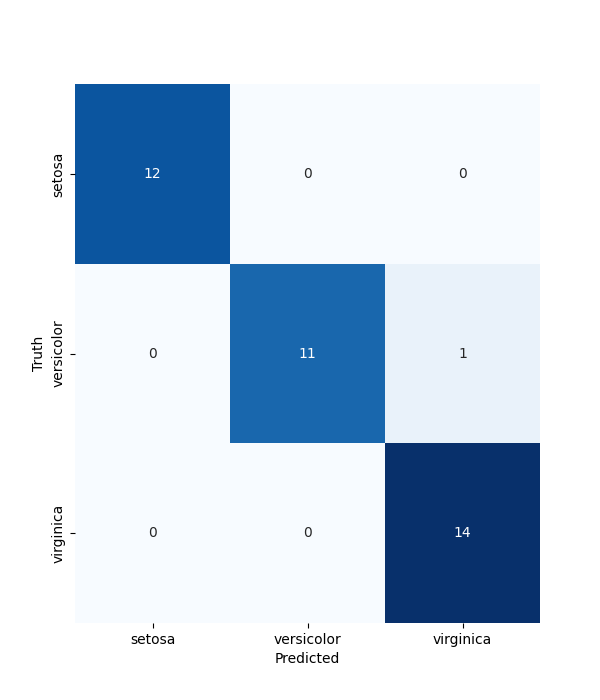 setosa
12
0
0
Truth
versicolor
0
11
1
virginica
0
0
14
setosa
versicolor
virginica
Predicted